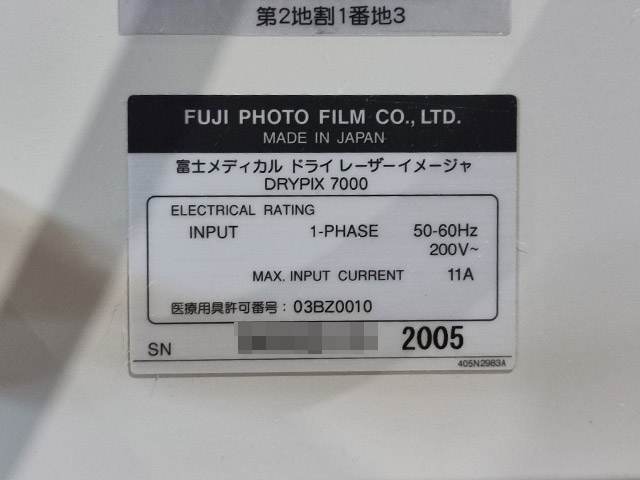 第2地割1番地3
FUJI PHOTO FILM CO., LTD.
MADE IN JAPAN
富士メディカル ドライ レーザーイメージャ
DRYPIX 7000
ELECTRICAL RATING
INPUT 1-PHASE 50-60Hz
200V~
MAX. INPUT CURRENT 11A
医療用具許可番号: 03BZ0010
SN 2005
405N2983A